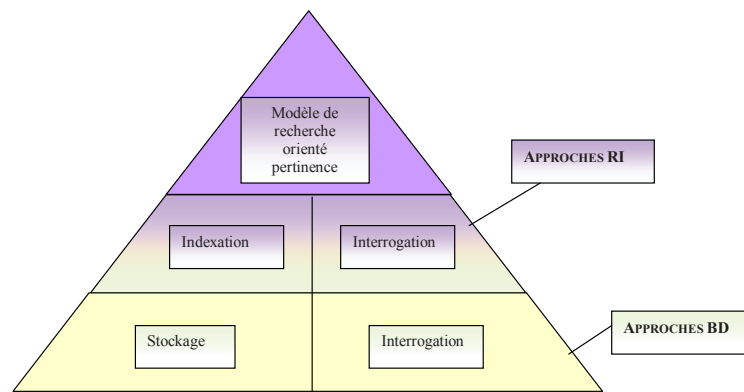 Modèle de
recherche
orienté
pertinence
APPROCHES RI
Indexation
Interrogation
APPROCHES BD
Stockage
Interrogation